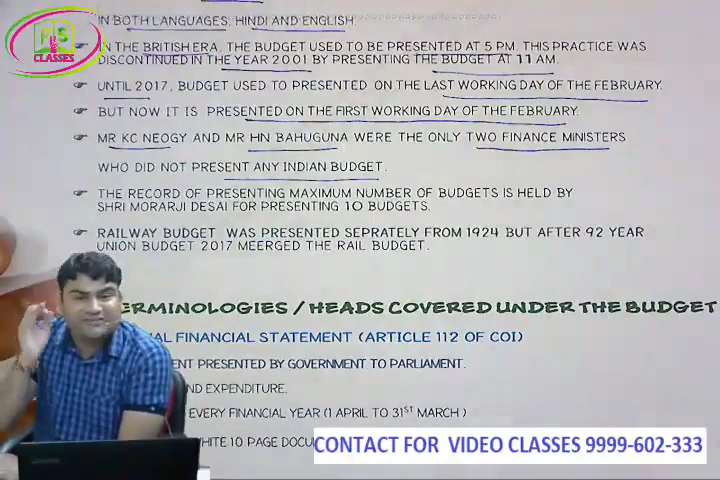 IN BOTH LANGUAGES, HINDI AND ENGLISH.
PS
CLASSES
IN THE BRITISH ERA, THE BUDGET USED TO BE PRESENTED AT 5 PM. THIS PRACTICE WAS
DISCONTINUED IN THE YEAR 2001 BY PRESENTING THE BUDGET AT 11 AM.
UNTIL 2017, BUDGET USED TO PRESENTED ON THE LAST WORKING DAY OF THE FEBRUARY.
BUT NOW IT IS PRESENTED ON THE FIRST WORKING DAY OF THE FEBRUARY.
MR KC NEOGY AND MR HN BAHUGUNA WERE THE ONLY TWO FINANCE MINISTERS
WHO DID NOT PRESENT ANY INDIAN BUDGET.
THE RECORD OF PRESENTING MAXIMUM NUMBER OF BUDGETS IS HELD BY
SHRI MORARJI DESAI FOR PRESENTING 10 BUDGETS.
RAILWAY BUDGET WAS PRESENTED SEPRATELY FROM 1924 BUT AFTER 92 YEAR
UNION BUDGET 2017 MEERGED THE RAIL BUDGET.
ERMINOLOGIES / HEADS COVERED UNDER THE BUDGET
AL FINANCIAL STATEMENT (ARTICLE 112 OF COI)
ENT PRESENTED BY GOVERNMENT TO PARLIAMENT.
ND EXPENDITURE.
EVERY FINANCIAL YEAR (1 APRIL TO 31ST MARCH )
WHITE 10 PAGE DOCU
CONTACT FOR VIDEO CLASSES 9999-602-333